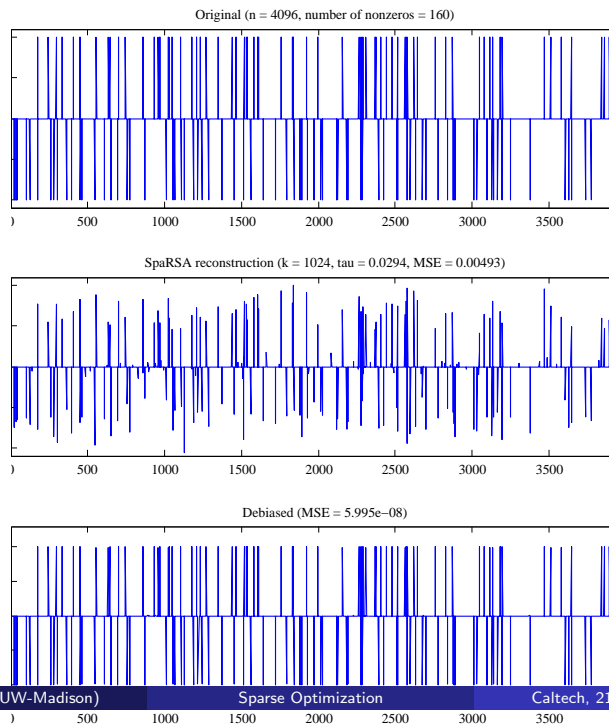 Original (n = 4096, number of nonzeros = 160)
500 1000 1500 2000 2500 3000 3500
SpaRSA reconstruction (k = 1024, tau = 0.0294, MSE = 0.00493)
500 1000 1500 2000 2500 3000 3500
Debiased (MSE = 5.995e-08)
UW-Madison) Sparse Optimization Caltech, 21
500 1000 1500 2000 2500 3000 3500